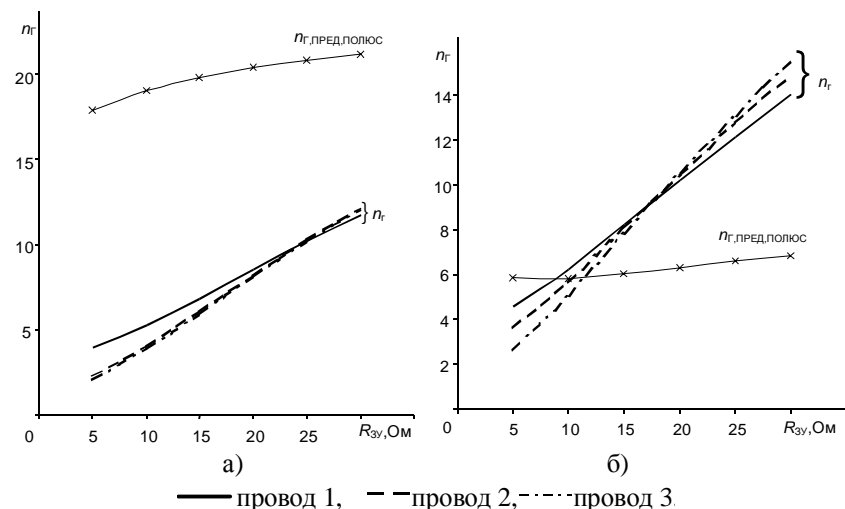 nГ
nГ,ПРЕД,ПОЛЮС
20
15
10
5
0
nг
5 10 15 20 25 RЗУ,Ом
а)
nГ
14
12
10
8
6
4
2
0
nг
nГ,ПРЕД,ПОЛЮС
5 10 15 20 25 RЗУ,Ом
б)
провод 1, провод 2, провод 3.